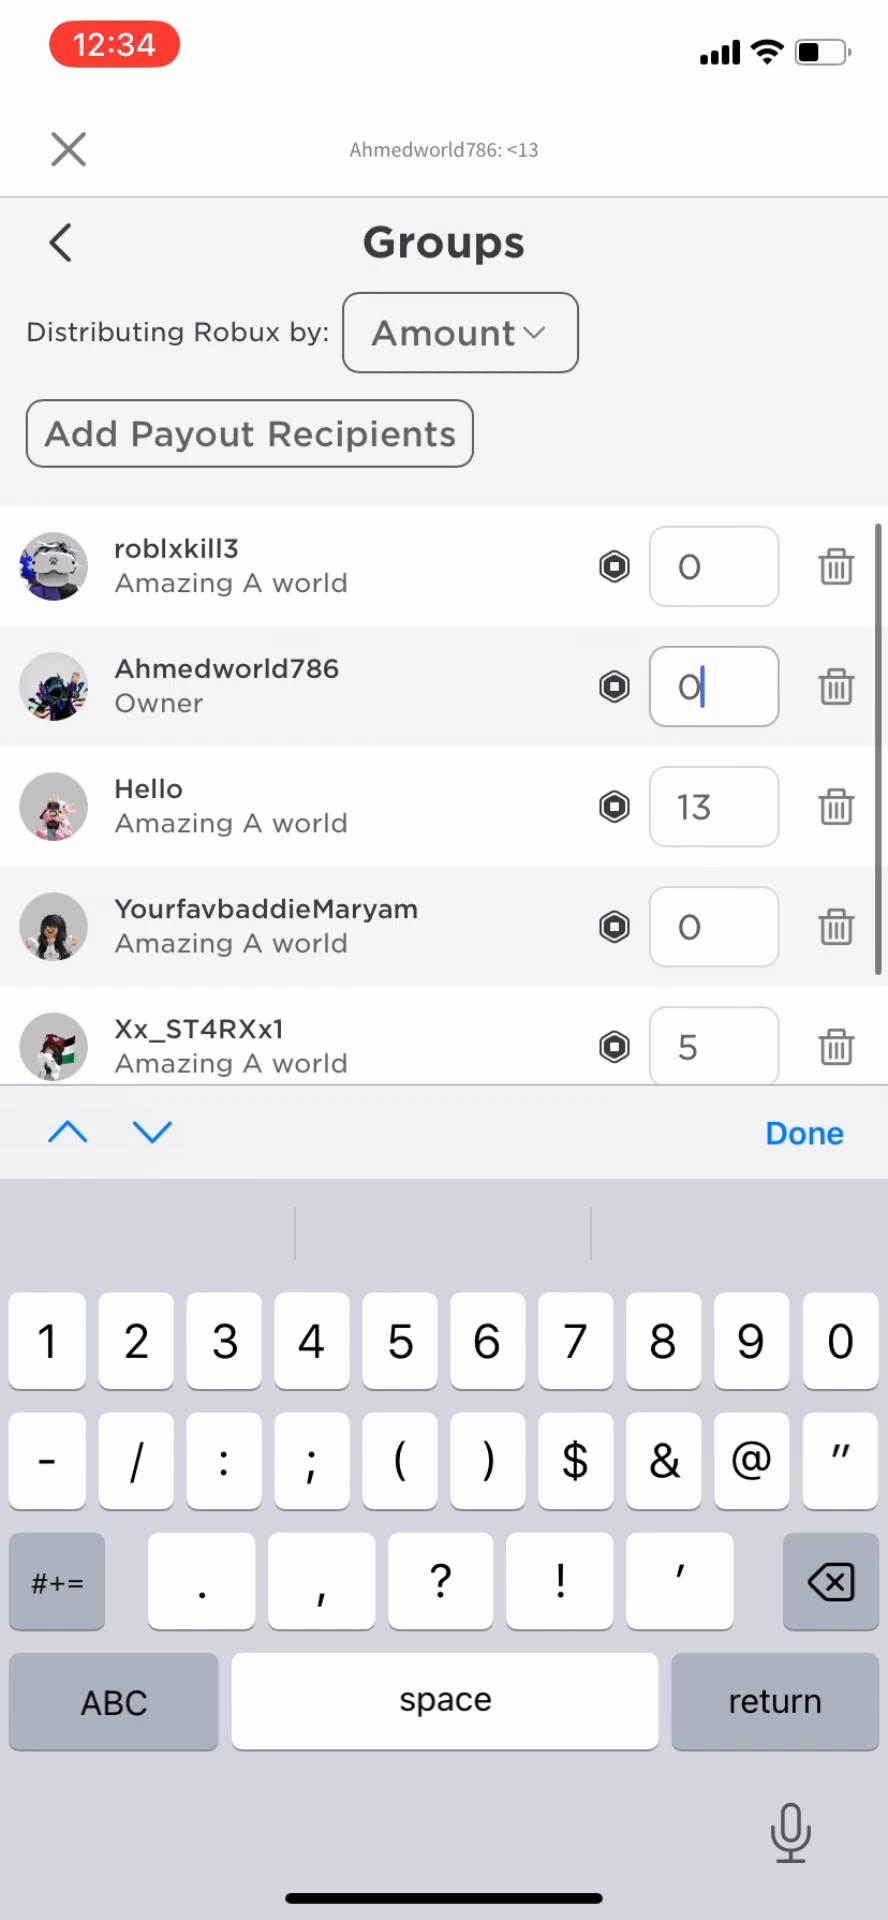 12:34
Ahmedworld786: <13
Groups
Distributing Robux by: Amount
Add Payout Recipients
roblxkill3
Amazing A world
0
Ahmedworld786
Owner
0
Hello
Amazing A world
13
YourfavbaddieMaryam
Amazing A world
0
Xx_ST4RXx1
Amazing A world
5
Done
1 2 3 4 5 6 7 8 9 0
- / : ; ( ) $ & @ "
#+= . , ? ! '
ABC space return